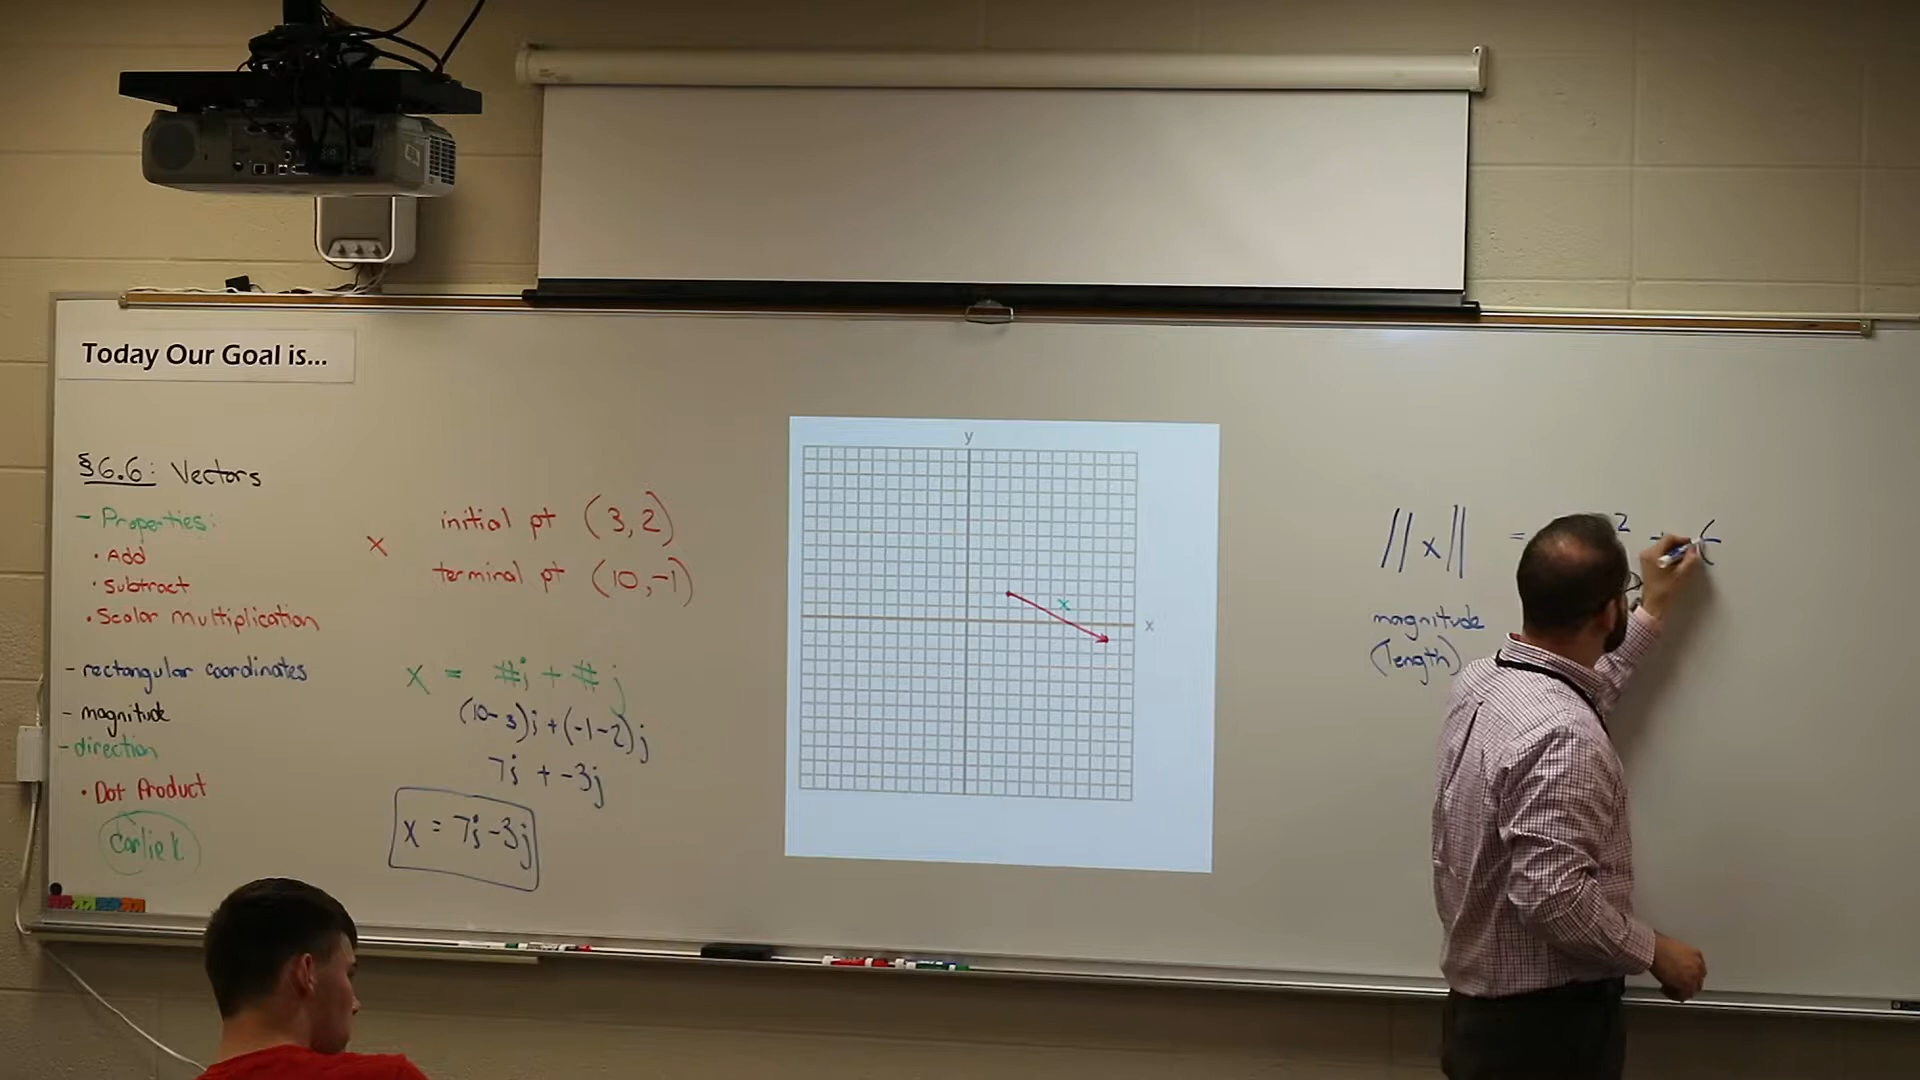 Today Our Goal is...
§6.6: Vectors
- Properties:
• Add
• Subtract
• Scalar multiplication
- rectangular coordinates
- magnitude
- direction
• Dot Product
x
initial pt (3,2)
terminal pt (10,-1)
x = #i + #j
(10-3)i + (-1-2)j
7i + -3j
x = 7i - 3j
y
x
x
||x|| =
2
+ (-
magnitude
(length)